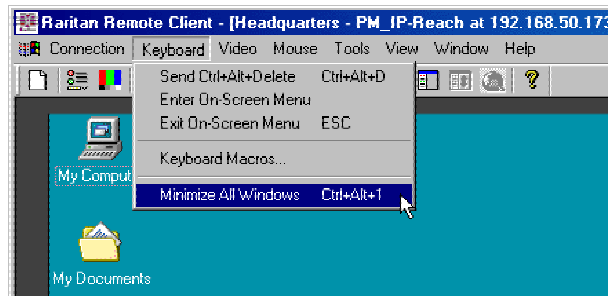 Raritan Remote Client - [Headquarters - PM_IP-Reach at 192.168.50.173
Connection Keyboard Video Mouse Tools View Window Help
Send Ctrl+Alt+Delete Ctrl+Alt+D
Enter On-Screen Menu
Exit On-Screen Menu ESC
Keyboard Macros...
Minimize All Windows Ctrl+Alt+1
My Comput
My Documents